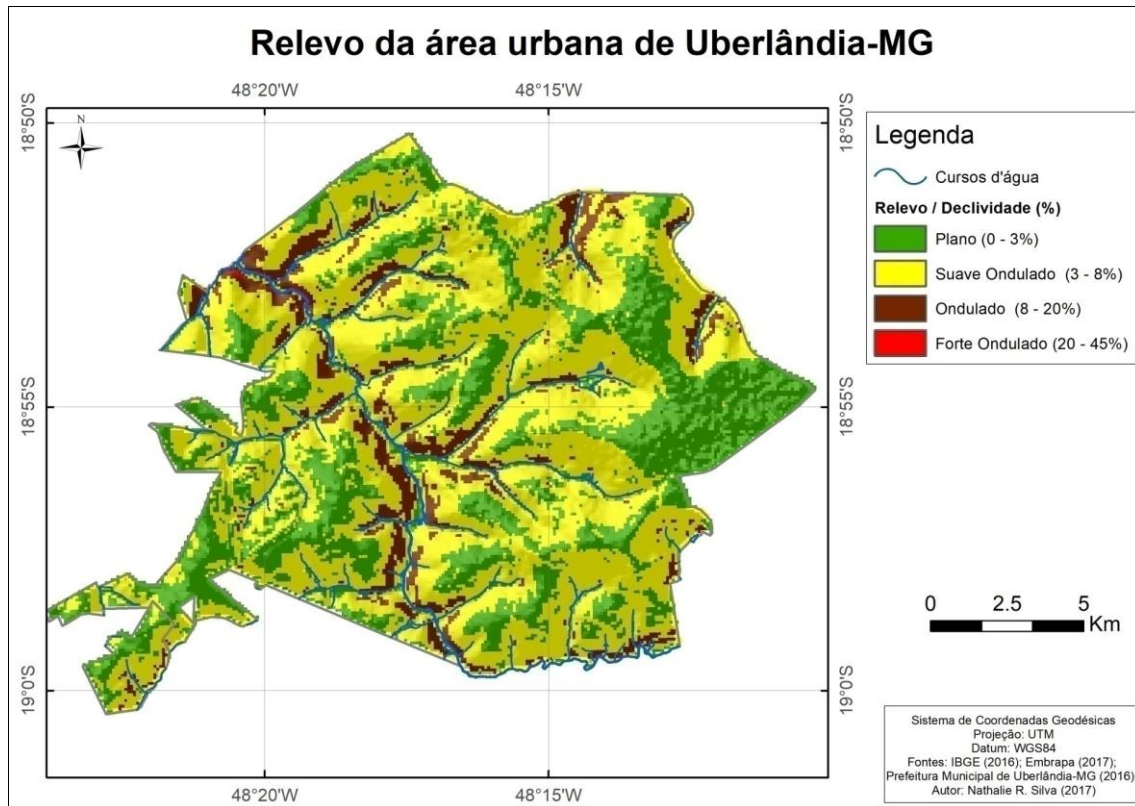 Relevo da área urbana de Uberlândia-MG
48°20'W 48°15'W
18°50'S 18°50'S
N
Legenda
Cursos d'água
Relevo / Declividade (%)
Plano (0 - 3%)
Suave Ondulado (3 - 8%)
Ondulado (8 - 20%)
Forte Ondulado (20 - 45%)
18°55'S 18°55'S
0 2.5 5
Km
19°0'S 19°0'S
Sistema de Coordenadas Geodésicas
Projeção: UTM
Datum: WGS84
Fontes: IBGE (2016); Embrapa (2017);
Prefeitura Municipal de Uberlândia-MG (2016)
Autor: Nathalie R. Silva (2017)
48°20'W 48°15'W